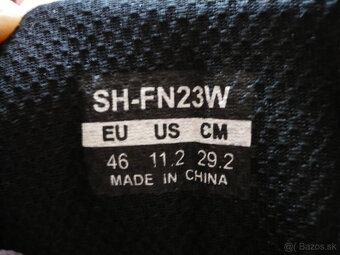 SH-FN23W
EU US CM
46 11.2 29.2
MADE IN CHINA
Bazos.sk